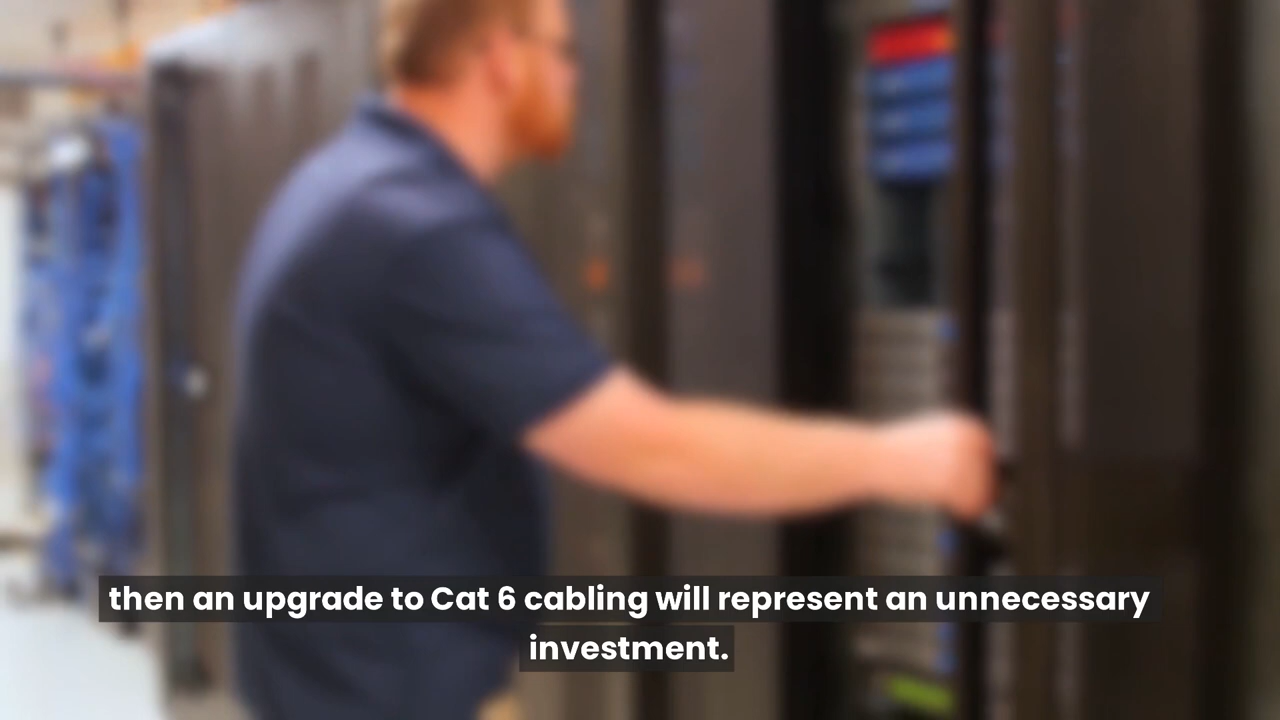 then an upgrade to Cat 6 cabling will represent an unnecessary
investment.